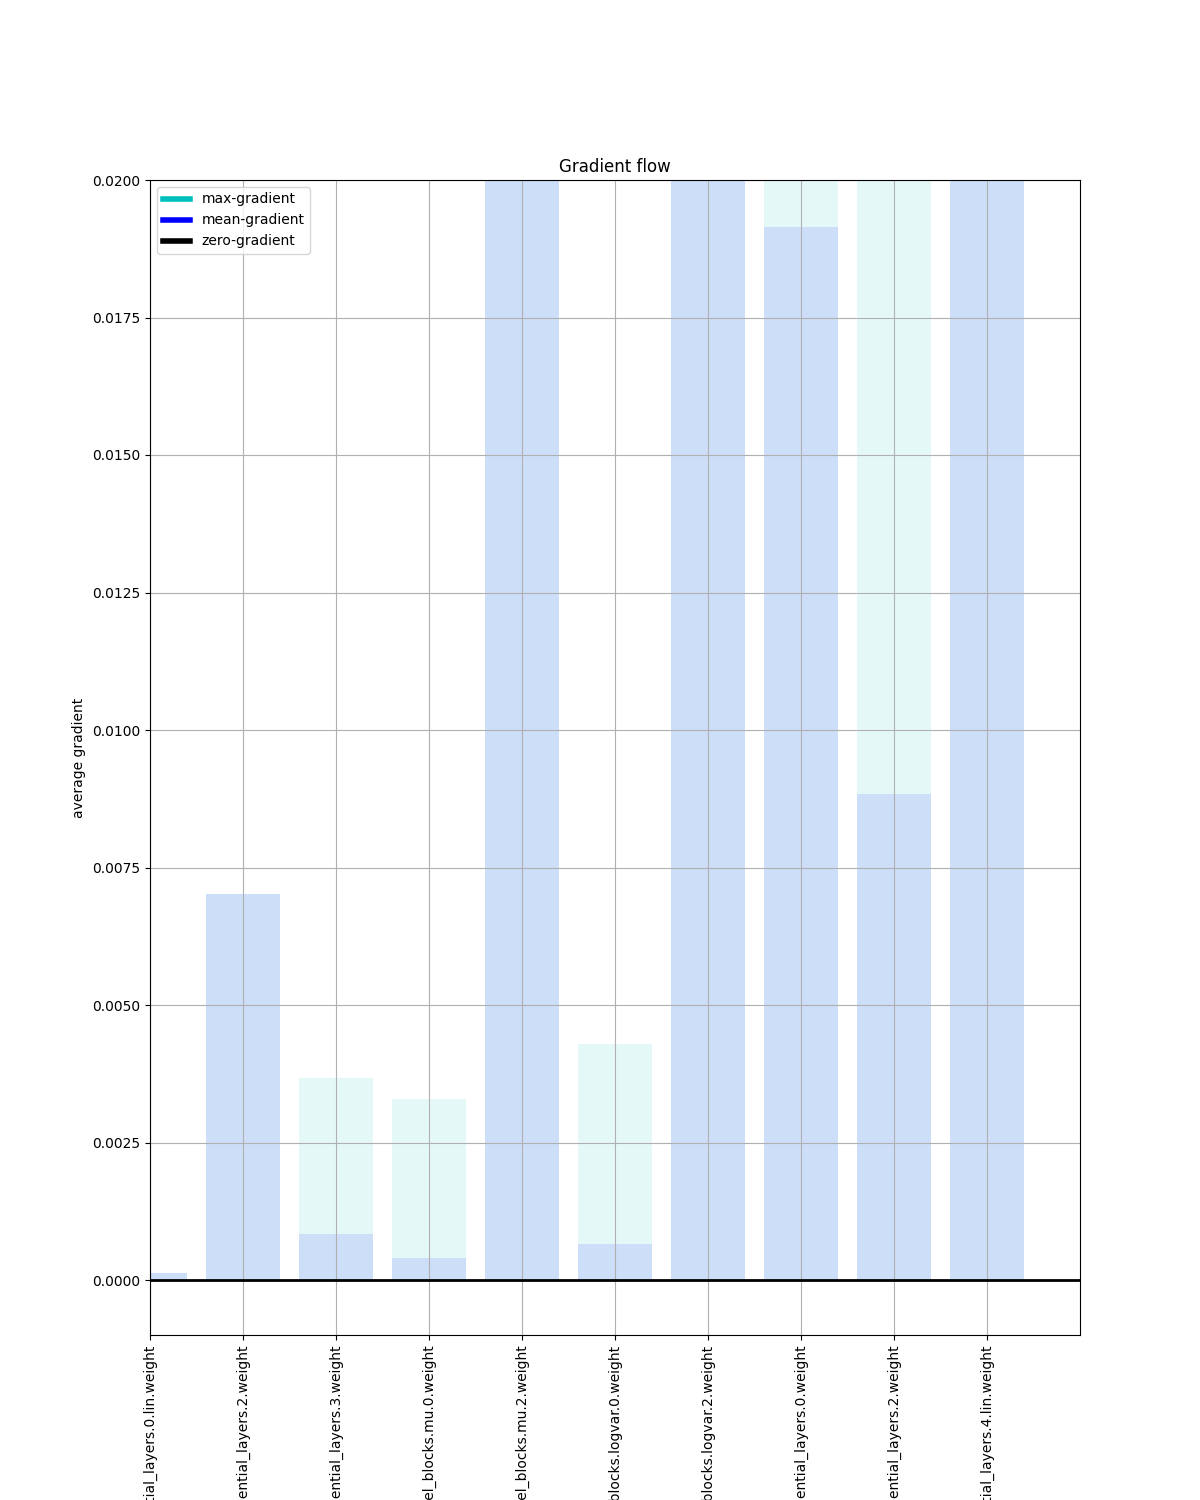 Gradient flow
max-gradient
mean-gradient
zero-gradient
0.0200
0.0175
0.0150
0.0125
0.0100
0.0075
0.0050
0.0025
0.0000
average gradient
tial_layers.0.lin.weight
ential_layers.2.weight
ential_layers.3.weight
el_blocks.mu.0.weight
el_blocks.mu.2.weight
blocks.logvar.0.weight
blocks.logvar.2.weight
ential_layers.0.weight
ential_layers.2.weight
tial_layers.4.lin.weight